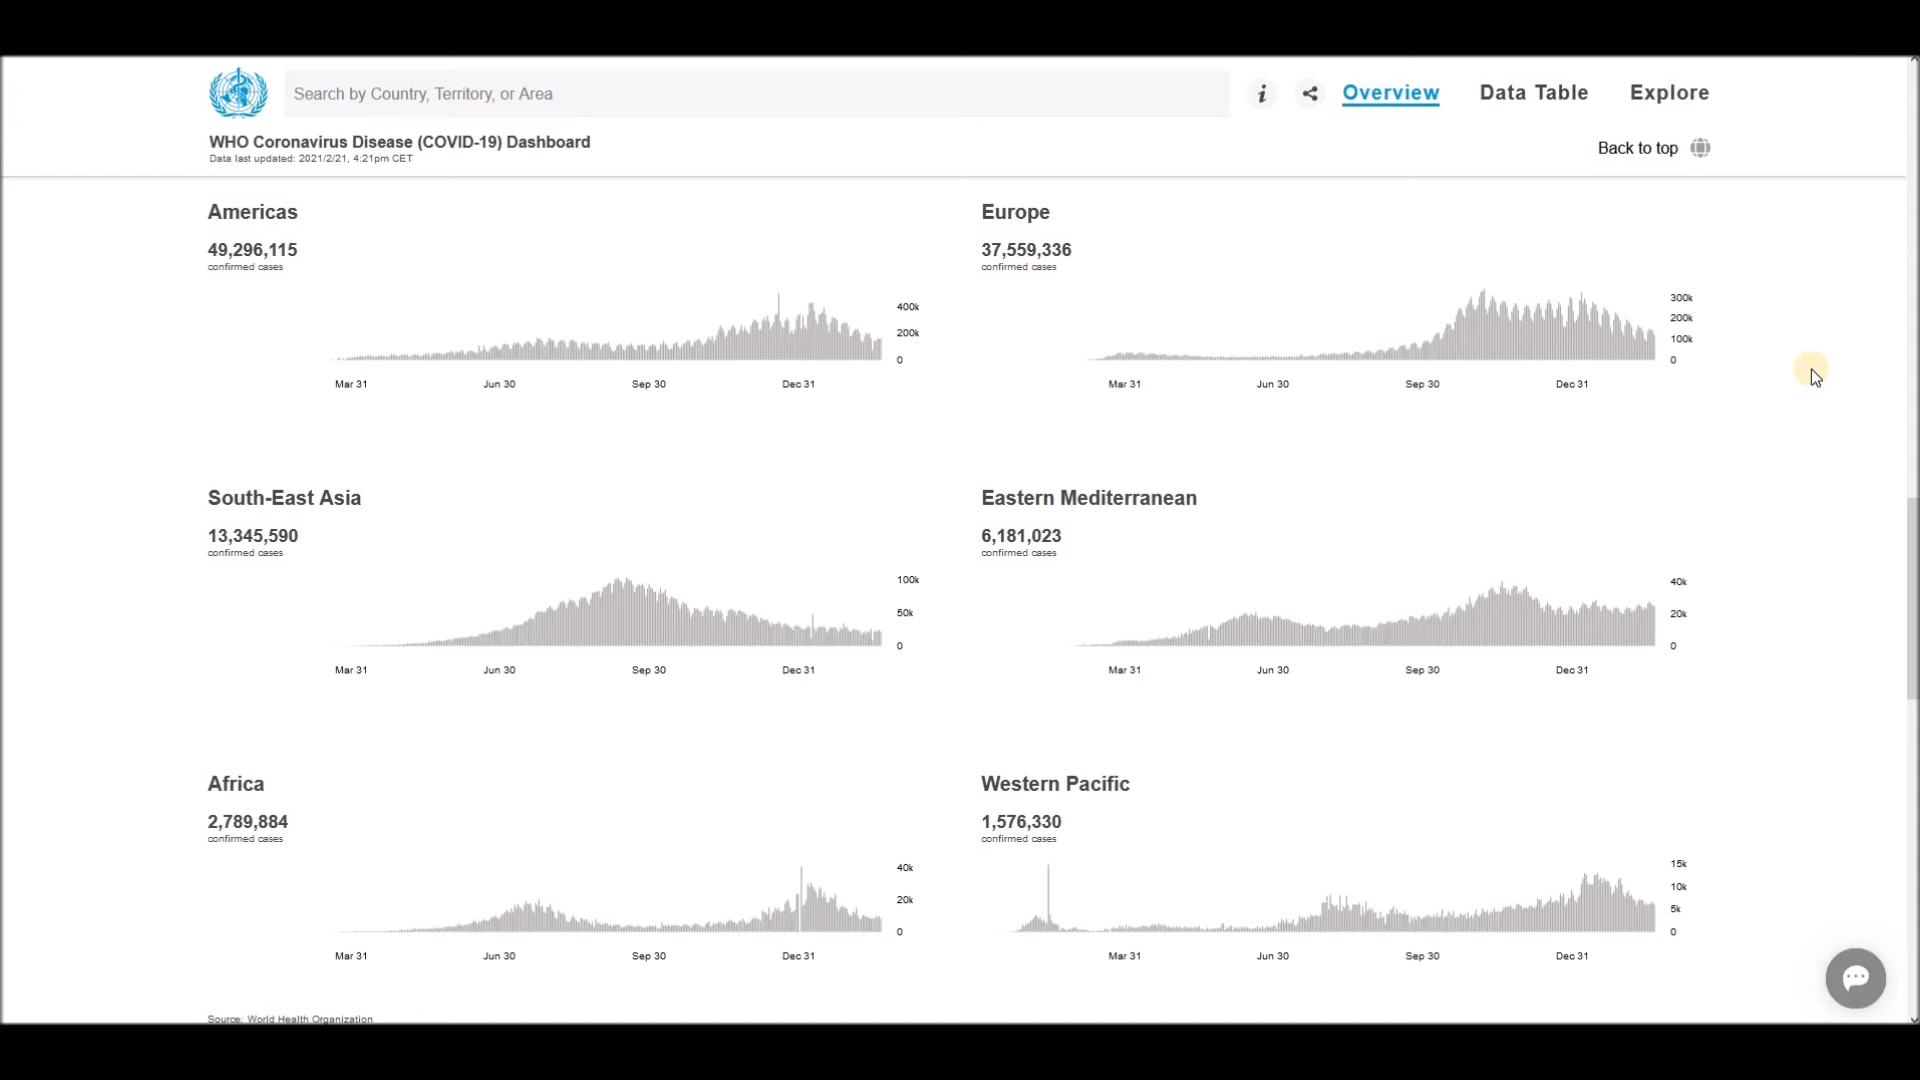 Search by Country, Territory, or Area
i
Overview
Data Table
Explore
WHO Coronavirus Disease (COVID-19) Dashboard
Data last updated: 2021/2/21, 4:21pm CET
Back to top
Americas
49,296,115
confirmed cases
400k
200k
0
Mar 31 Jun 30 Sep 30 Dec 31
Europe
37,559,336
confirmed cases
300k
200k
100k
0
Mar 31 Jun 30 Sep 30 Dec 31
South-East Asia
13,345,590
confirmed cases
100k
50k
0
Mar 31 Jun 30 Sep 30 Dec 31
Eastern Mediterranean
6,181,023
confirmed cases
40k
20k
0
Mar 31 Jun 30 Sep 30 Dec 31
Africa
2,789,884
confirmed cases
40k
20k
0
Mar 31 Jun 30 Sep 30 Dec 31
Western Pacific
1,576,330
confirmed cases
15k
10k
5k
0
Mar 31 Jun 30 Sep 30 Dec 31
Source: World Health Organization